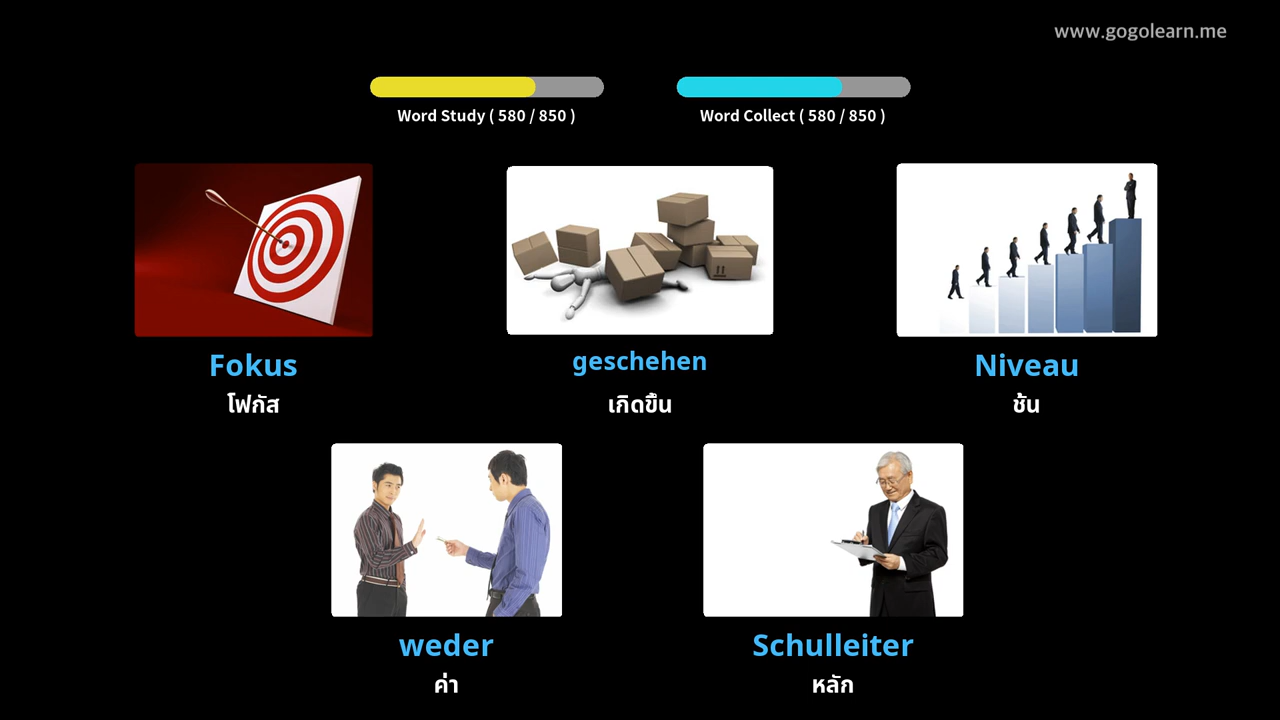 www.gogolearn.me
Word Study ( 580 / 850 )
Word Collect ( 580 / 850 )
Fokus
geschehen
Niveau
โฟกัส
เกิดขึ้น
ชั้น
weder
Schulleiter
ค่า
หลัก